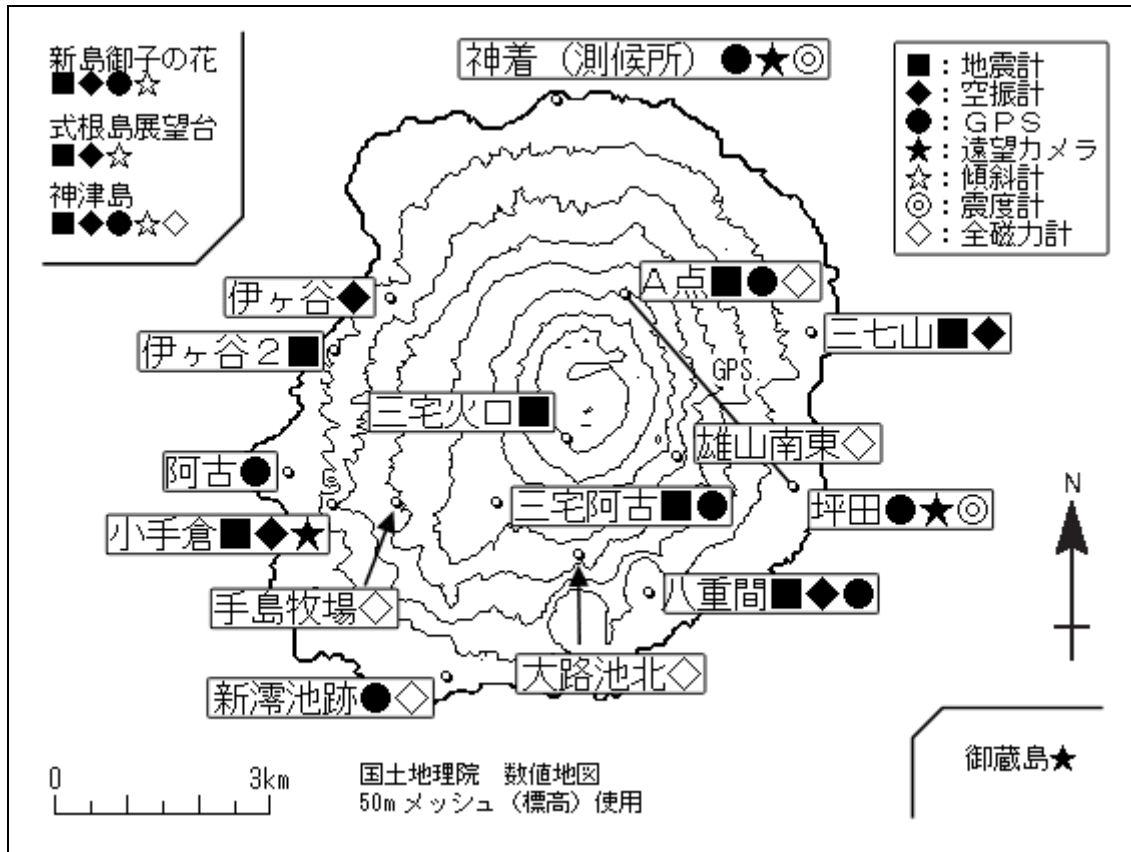 新島御子の花
■◆●☆
式根島展望台
■◆☆
神津島
■◆●☆◇
神着（測候所）●★◎
■：地震計
◆：空振計
●：ＧＰＳ
★：遠望カメラ
☆：傾斜計
◎：震度計
◇：全磁力計
伊ヶ谷◆
Ａ点■●◇
伊ヶ谷２■
三七山■◆
GPS
三宅火口■
雄山南東◇
阿古●
三宅阿古■●
坪田●★◎
小手倉■◆★
手島牧場◇
八重間■◆●
大路池北◇
新澪池跡●◇
N
御蔵島★
0 3km
国土地理院　数値地図
50mメッシュ（標高）使用